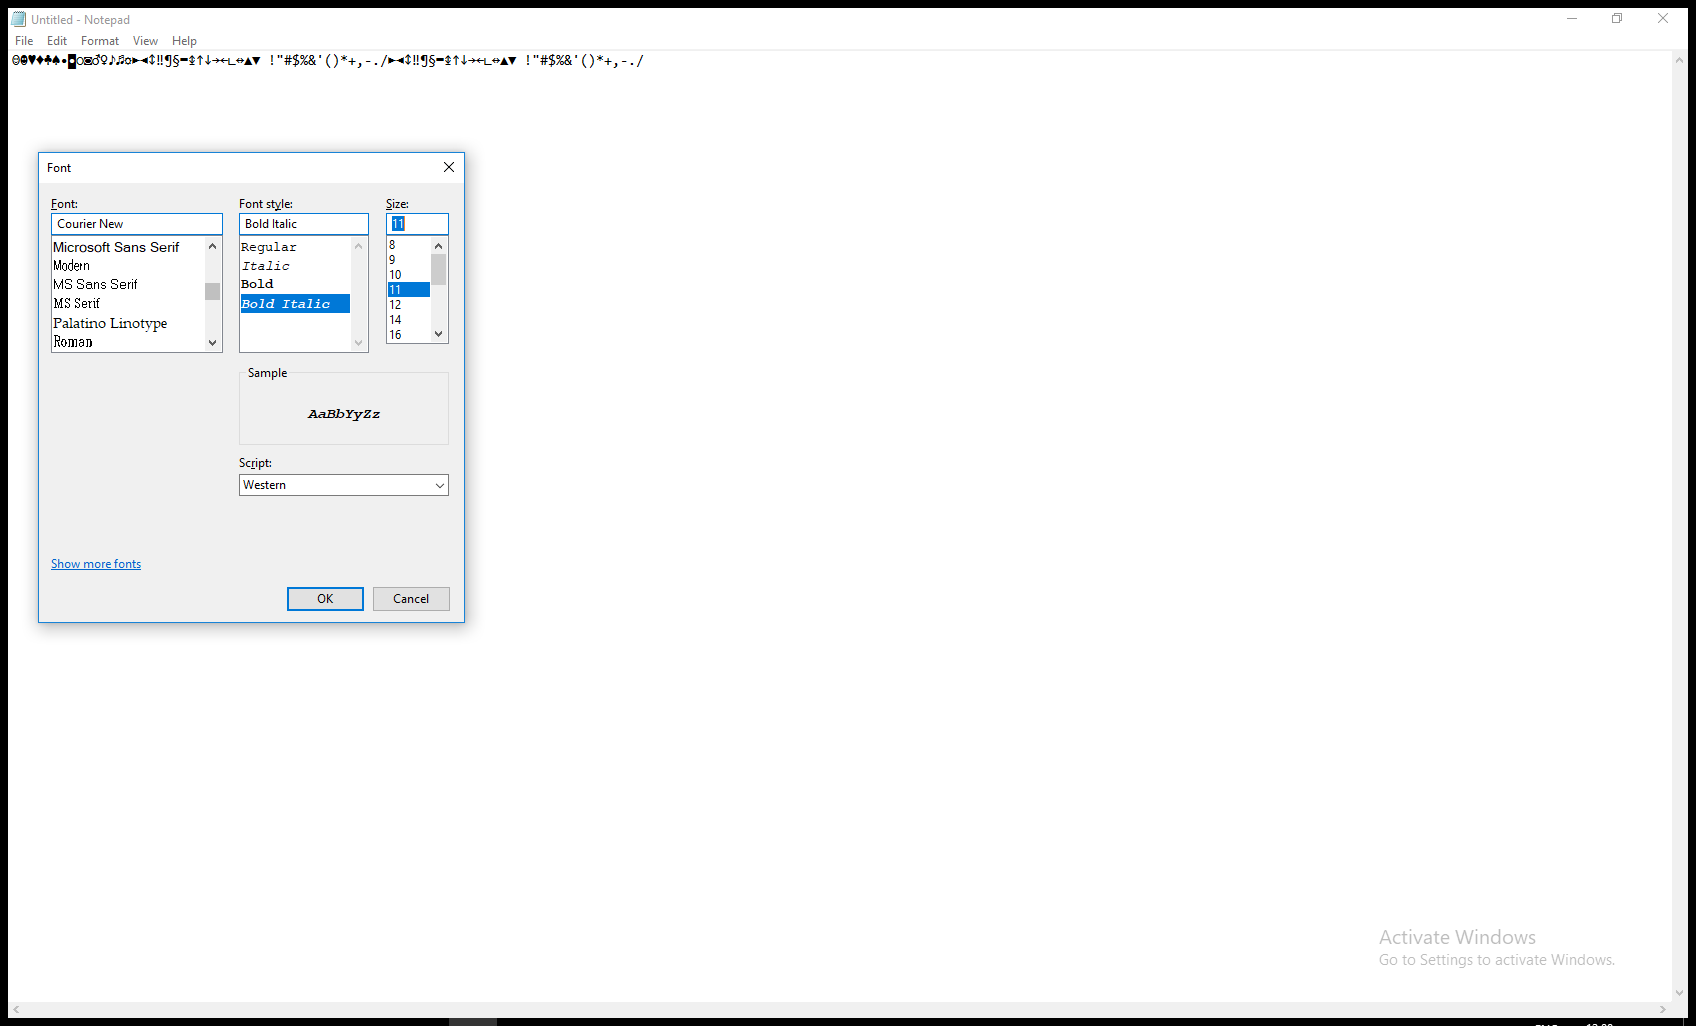 Untitled - Notepad
File Edit Format View Help
☺☻♥♦♣♠•◘○◙♂♀♪♫☼►◄↕‼¶§▬↨↑↓→←∟↔▲▼ !"#$%&'()*+,-./►◄↕‼¶§▬↨↑↓→←∟↔▲▼ !"#$%&'()*+,-./
Font
Font: Font style: Size:
Courier New Bold Italic 11
Microsoft Sans Serif
Modern
MS Sans Serif
MS Serif
Palatino Linotype
Roman
Regular
Italic
Bold
Bold Italic
8
9
10
11
12
14
16
Sample
AaBbYyZz
Script:
Western
Show more fonts
OK Cancel
Activate Windows
Go to Settings to activate Windows.